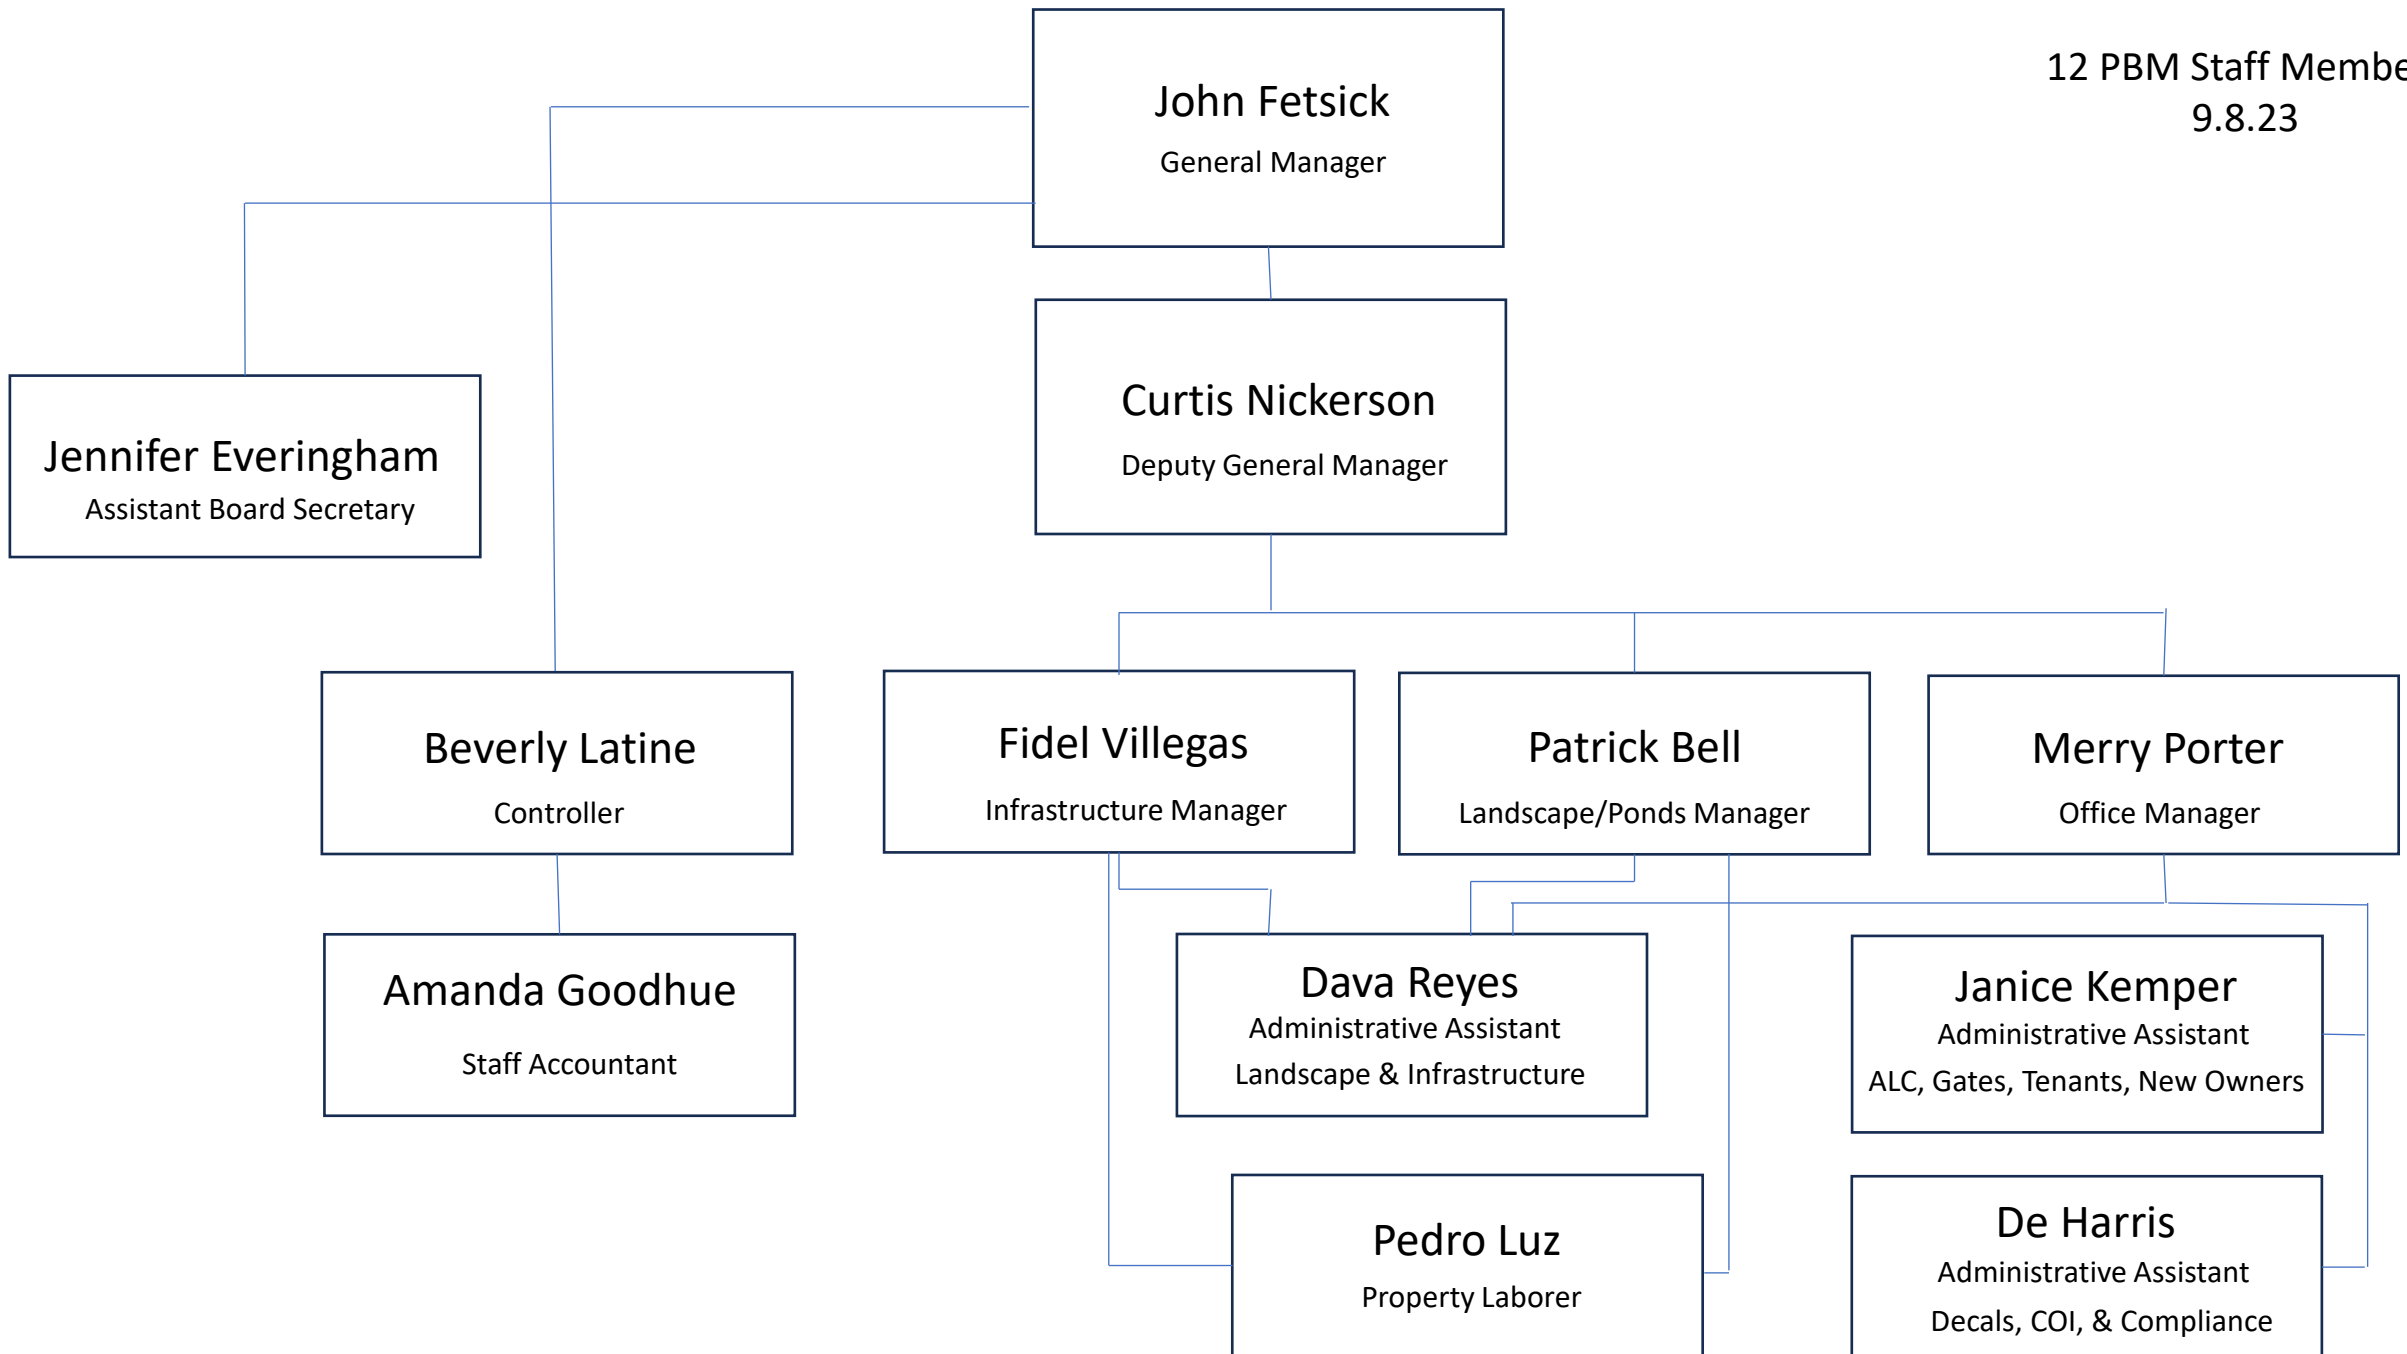 12 PBM Staff Membe
9.8.23
John Fetsick
General Manager
Curtis Nickerson
Deputy General Manager
Jennifer Everingham
Assistant Board Secretary
Beverly Latine
Controller
Fidel Villegas
Infrastructure Manager
Patrick Bell
Landscape/Ponds Manager
Merry Porter
Office Manager
Amanda Goodhue
Staff Accountant
Dava Reyes
Administrative Assistant
Landscape & Infrastructure
Janice Kemper
Administrative Assistant
ALC, Gates, Tenants, New Owners
Pedro Luz
Property Laborer
De Harris
Administrative Assistant
Decals, COI, & Compliance